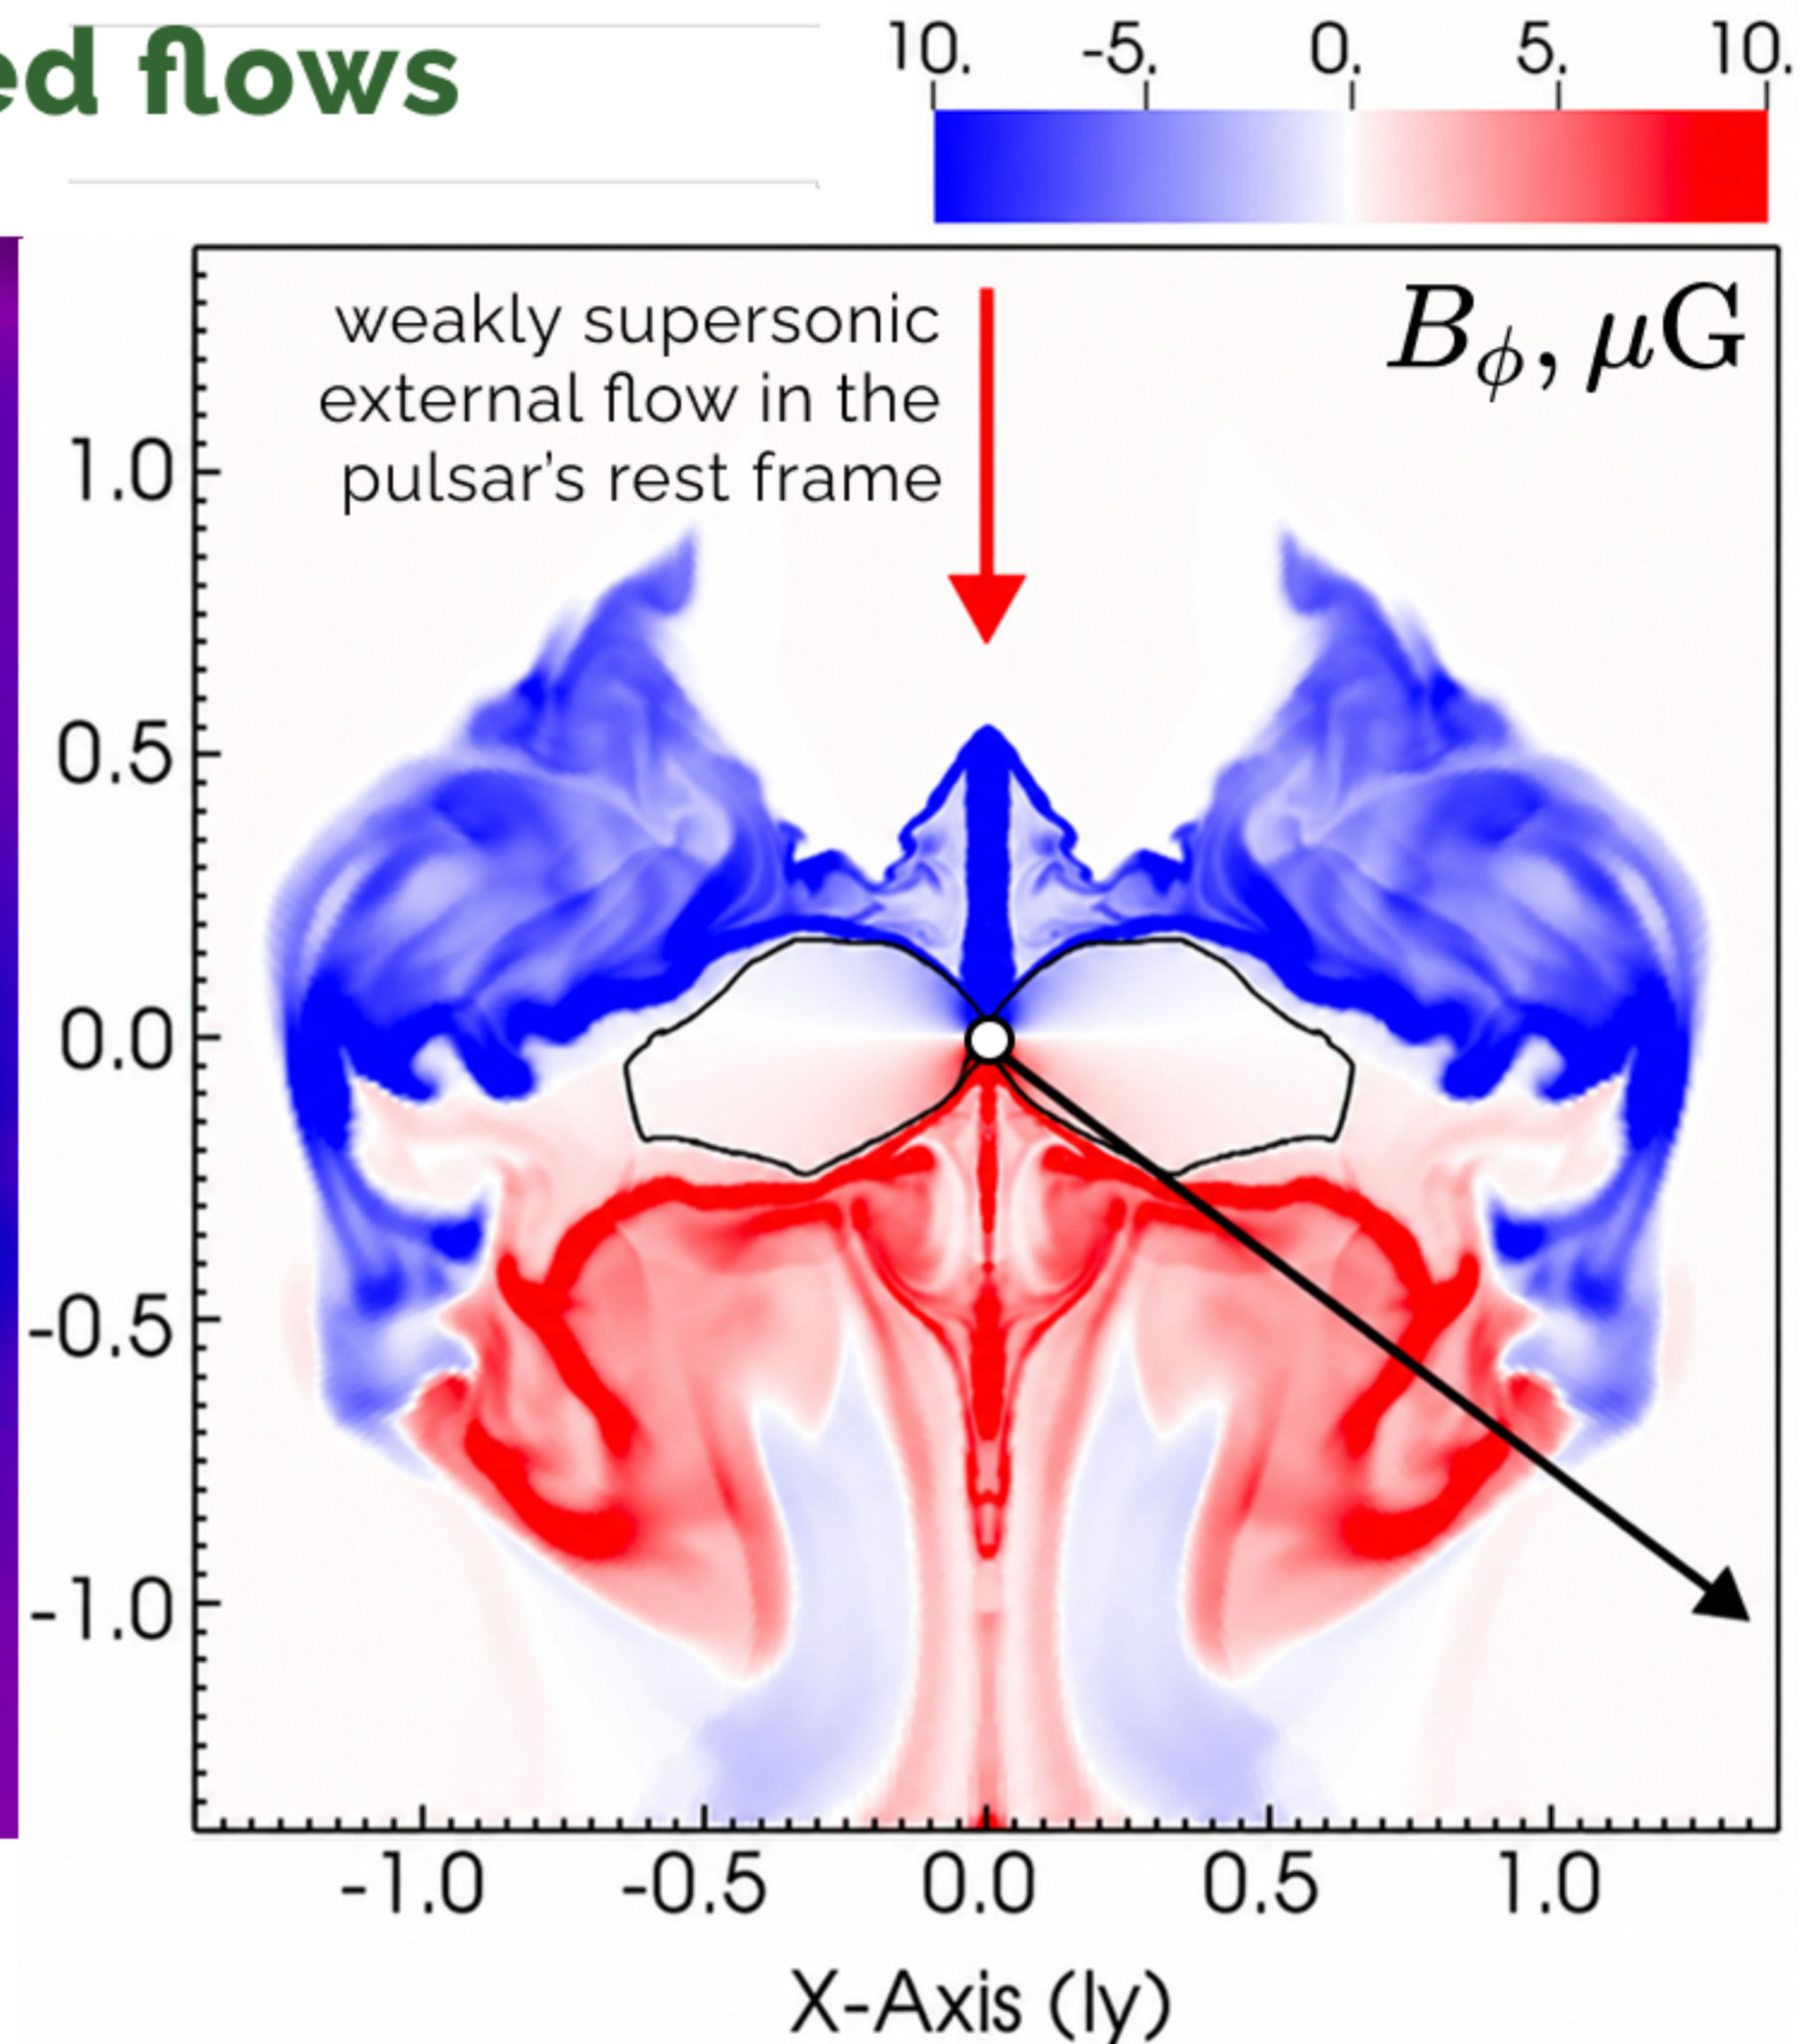 ed flows
10. -5. 0. 5. 10.
B_ϕ, μG
weakly supersonic
external flow in the
pulsar's rest frame
1.0
0.5
0.0
-0.5
-1.0
-1.0 -0.5 0.0 0.5 1.0
X-Axis (ly)